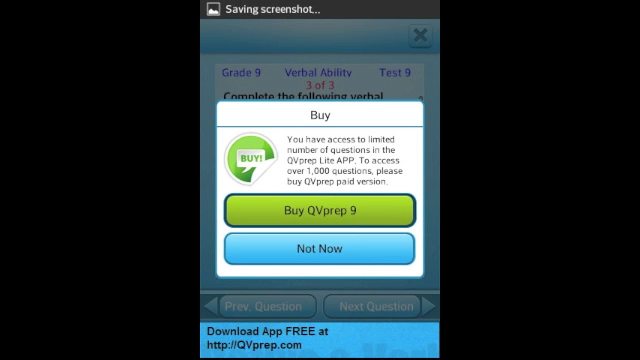 Saving screenshot...
Grade 9 Verbal Ability Test 9
3 of 3
Complete the following verbal
Buy
BUY!
You have access to limited
number of questions in the
QVprep Lite APP. To access
over 1,000 questions, please
buy QVprep paid version.
Buy QVprep 9
Not Now
Prev. Question Next Question
Download App FREE at
http://QVprep.com